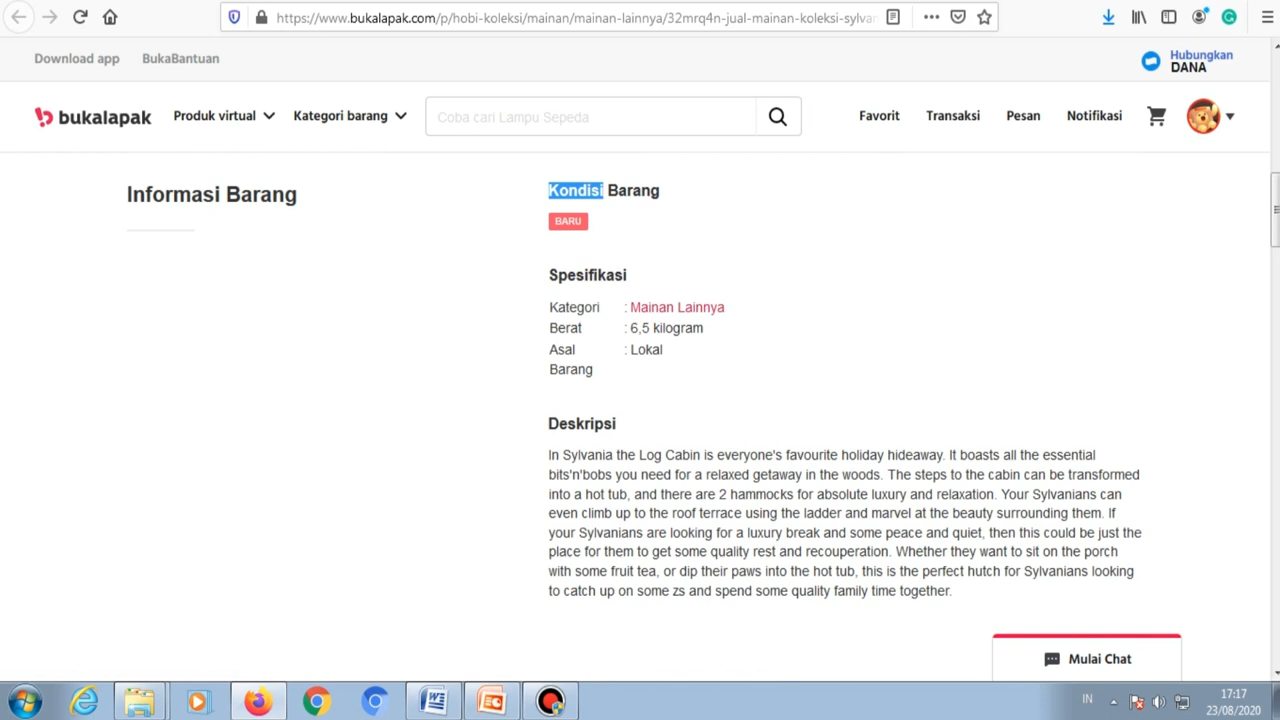 https://www.bukalapak.com/p/hobi-koleksi/mainan/mainan-lainnya/32mrq4n-jual-mainan-koleksi-sylvan
Download app BukaBantuan
Hubungkan
DANA
bukalapak Produk virtual Kategori barang Coba cari Lampu Sepeda Favorit Transaksi Pesan Notifikasi
Informasi Barang
Kondisi Barang
BARU
Spesifikasi
Kategori : Mainan Lainnya
Berat : 6,5 kilogram
Asal : Lokal
Barang
Deskripsi
In Sylvania the Log Cabin is everyone's favourite holiday hideaway. It boasts all the essential
bits'n'bobs you need for a relaxed getaway in the woods. The steps to the cabin can be transformed
into a hot tub, and there are 2 hammocks for absolute luxury and relaxation. Your Sylvanians can
even climb up to the roof terrace using the ladder and marvel at the beauty surrounding them. If
your Sylvanians are looking for a luxury break and some peace and quiet, then this could be just the
place for them to get some quality rest and recouperation. Whether they want to sit on the porch
with some fruit tea, or dip their paws into the hot tub, this is the perfect hutch for Sylvanians looking
to catch up on some zs and spend some quality family time together.
Mulai Chat
IN
17:17
23/08/2020